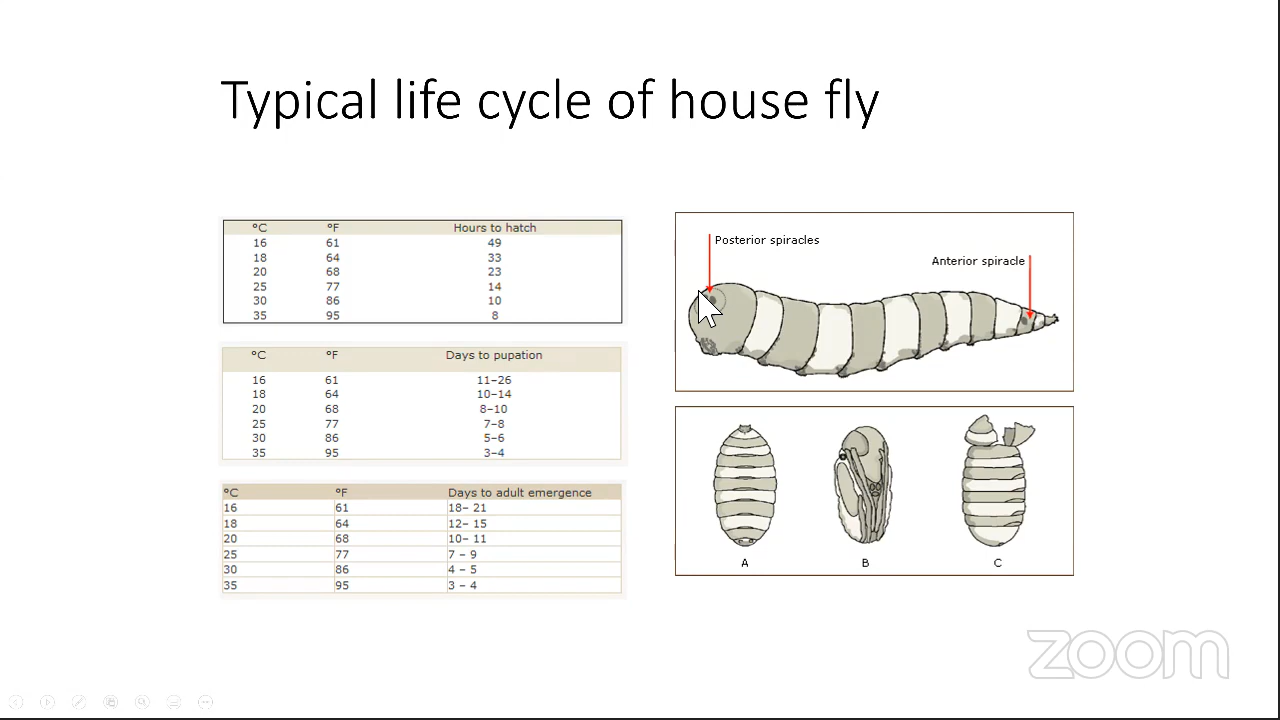 Typical life cycle of house fly
°C °F Hours to hatch
16 61 49
18 64 33
20 68 23
25 77 14
30 86 10
35 95 8
°C °F Days to pupation
16 61 11–26
18 64 10–14
20 68 8–10
25 77 7–8
30 86 5–6
35 95 3–4
°C °F Days to adult emergence
16 61 18– 21
18 64 12– 15
20 68 10– 11
25 77 7 – 9
30 86 4 – 5
35 95 3 – 4
Posterior spiracles
Anterior spiracle
A B C
zoom